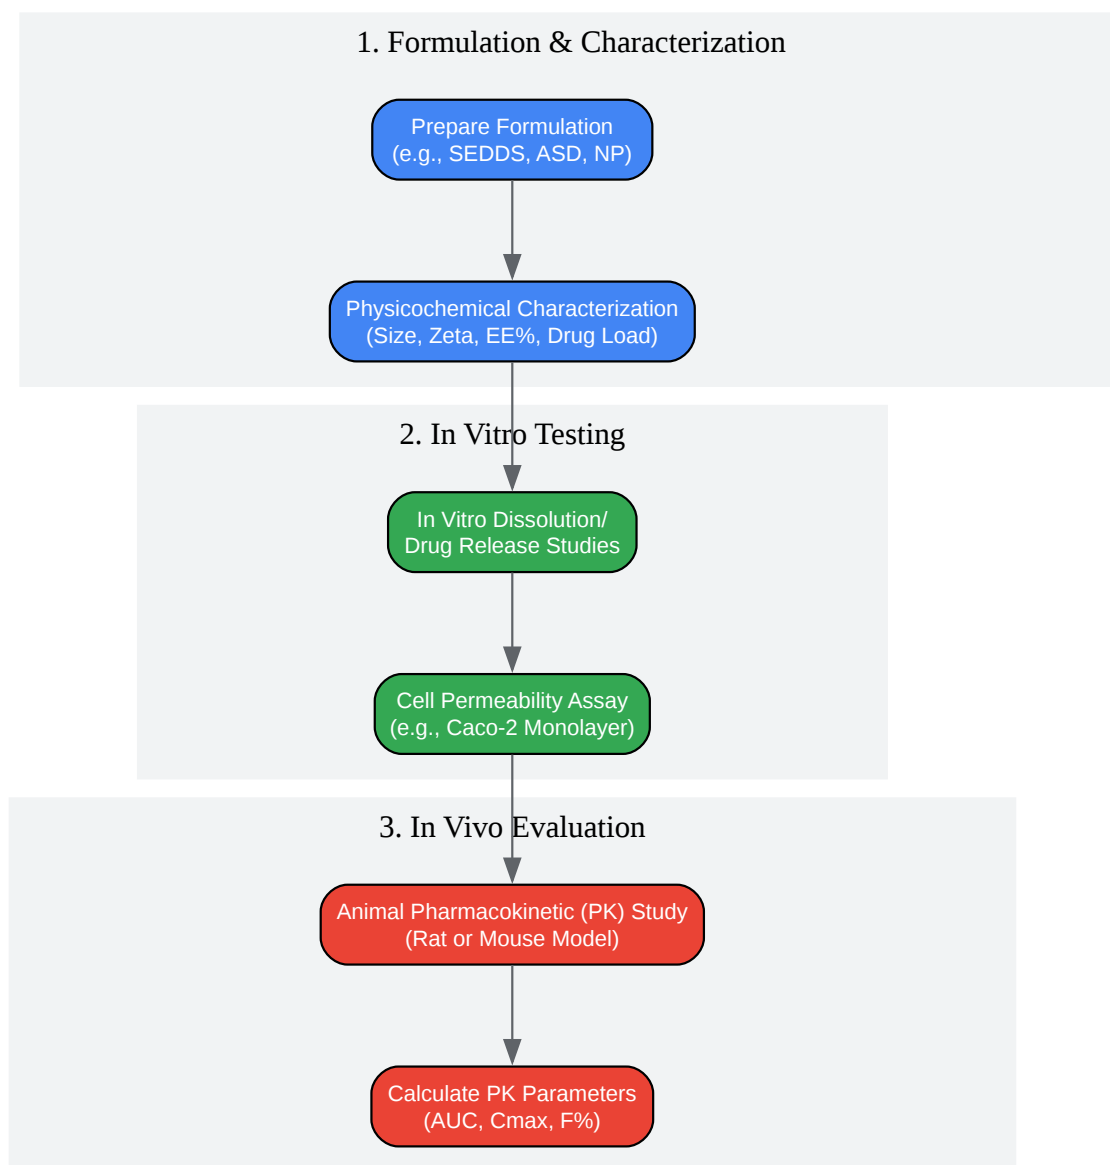 1. Formulation & Characterization
Prepare Formulation
(e.g., SEDDS, ASD, NP)
Physicochemical Characterization
(Size, Zeta, EE%, Drug Load)
2. In Vitro Testing
In Vitro Dissolution/
Drug Release Studies
Cell Permeability Assay
(e.g., Caco-2 Monolayer)
3. In Vivo Evaluation
Animal Pharmacokinetic (PK) Study
(Rat or Mouse Model)
Calculate PK Parameters
(AUC, Cmax, F%)